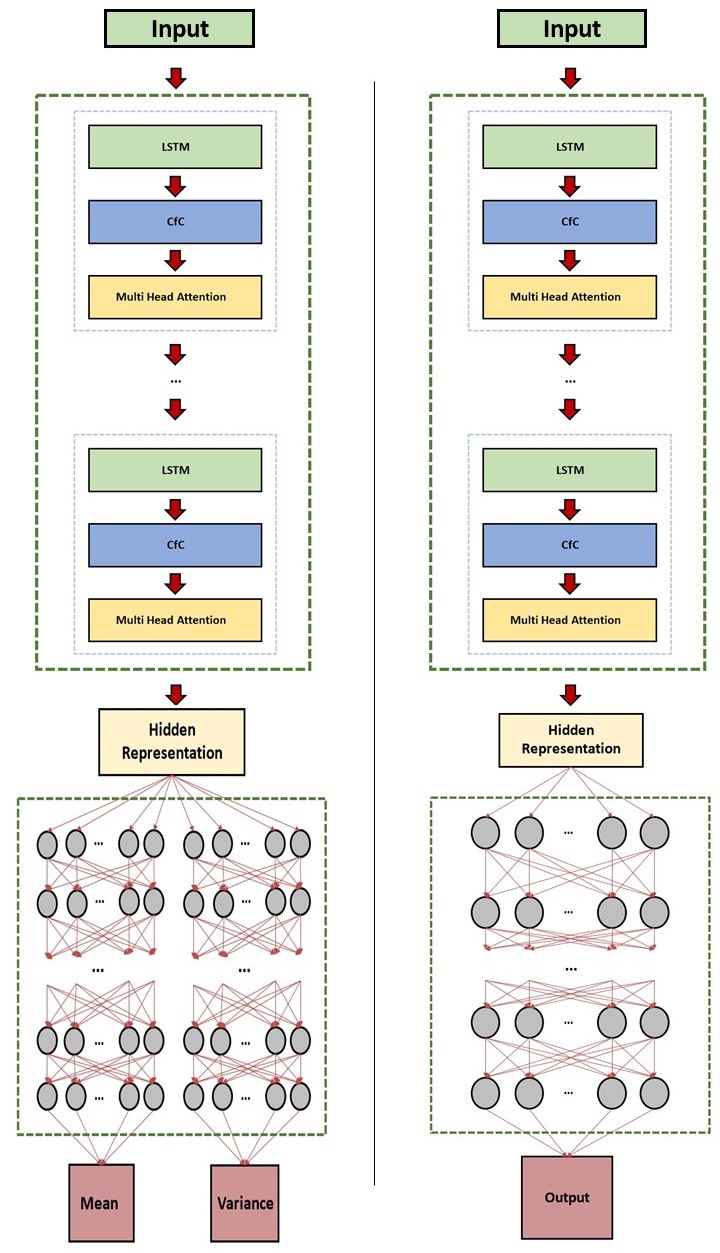 Input
LSTM
CfC
Multi Head Attention
...
LSTM
CfC
Multi Head Attention
Hidden
Representation
... ...
... ...
... ...
... ...
... ...
Mean Variance
Input
LSTM
CfC
Multi Head Attention
...
LSTM
CfC
Multi Head Attention
Hidden
Representation
...
...
...
...
...
Output